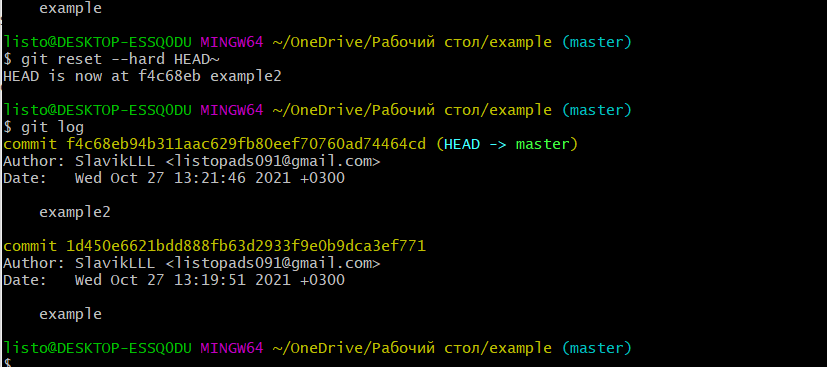 example
listo@DESKTOP-ESSQ0DU MINGW64 ~/OneDrive/Рабочий стол/example (master)
$ git reset --hard HEAD~
HEAD is now at f4c68eb example2
listo@DESKTOP-ESSQ0DU MINGW64 ~/OneDrive/Рабочий стол/example (master)
$ git log
commit f4c68eb94b311aac629fb80eef70760ad74464cd (HEAD -> master)
Author: SlavikLLL <listopads091@gmail.com>
Date:   Wed Oct 27 13:21:46 2021 +0300
example2
commit 1d450e6621bdd888fb63d2933f9e0b9dca3ef771
Author: SlavikLLL <listopads091@gmail.com>
Date:   Wed Oct 27 13:19:51 2021 +0300
example
listo@DESKTOP-ESSQ0DU MINGW64 ~/OneDrive/Рабочий стол/example (master)
$